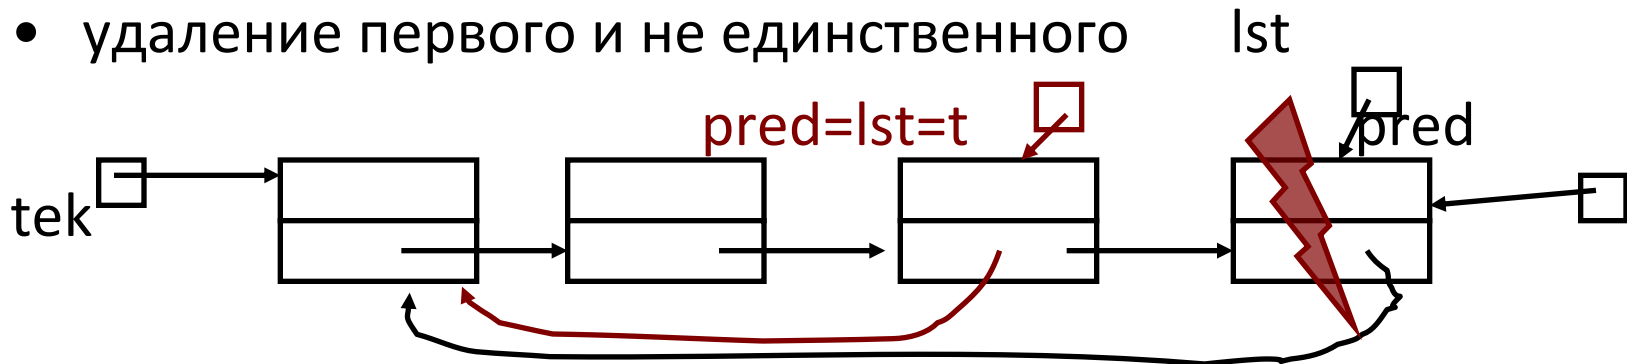 • удаление первого и не единственного lst
pred=lst=t
pred
tek